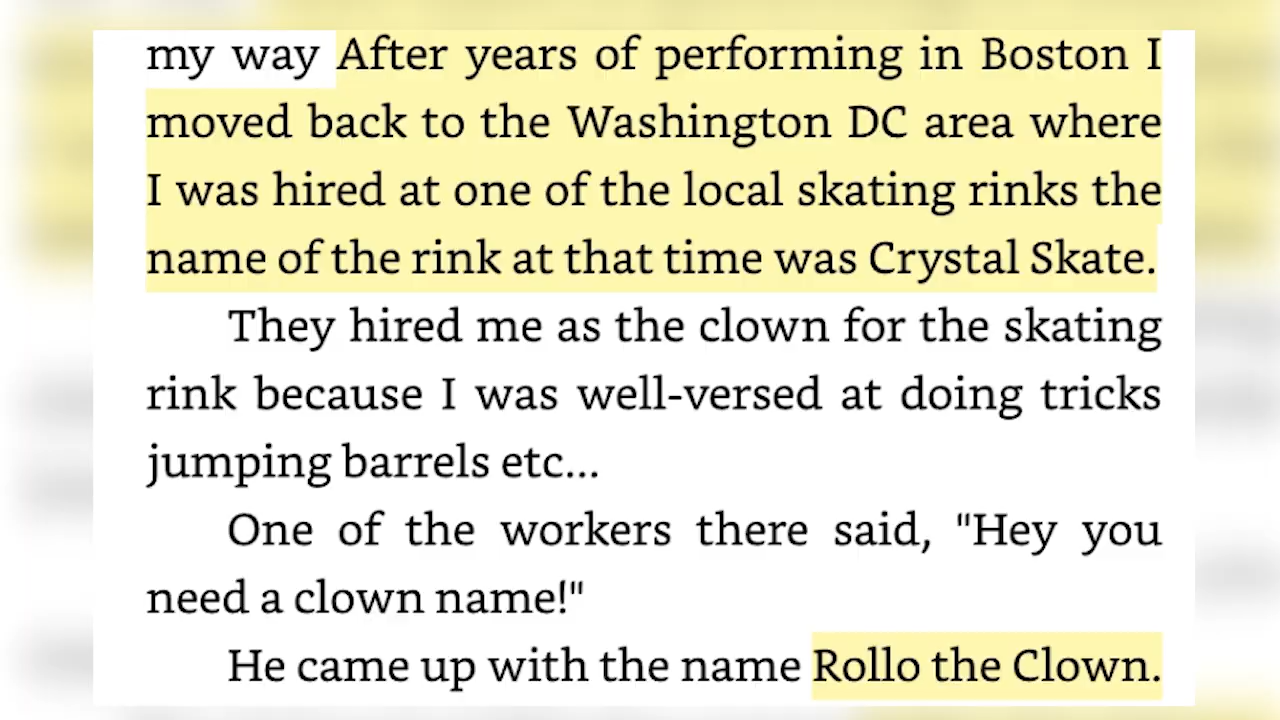 my way After years of performing in Boston I
moved back to the Washington DC area where
I was hired at one of the local skating rinks the
name of the rink at that time was Crystal Skate.
They hired me as the clown for the skating
rink because I was well-versed at doing tricks
jumping barrels etc...
One of the workers there said, "Hey you
need a clown name!"
He came up with the name Rollo the Clown.